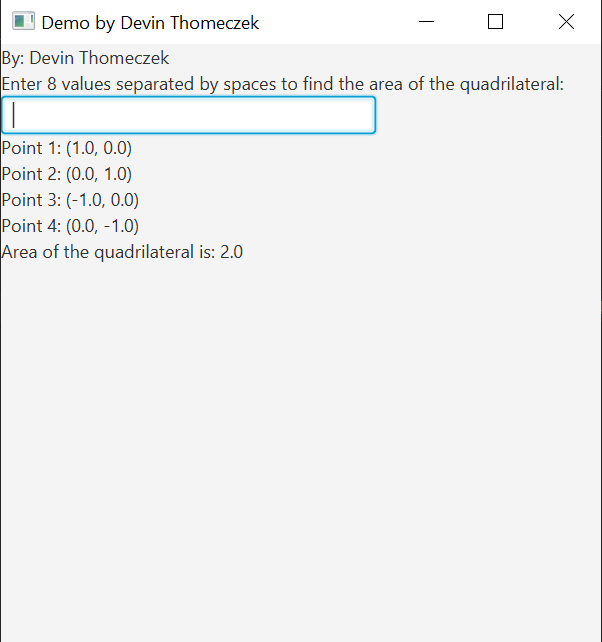 Demo by Devin Thomeczek
By: Devin Thomeczek
Enter 8 values separated by spaces to find the area of the quadrilateral:
Point 1: (1.0, 0.0)
Point 2: (0.0, 1.0)
Point 3: (-1.0, 0.0)
Point 4: (0.0, -1.0)
Area of the quadrilateral is: 2.0